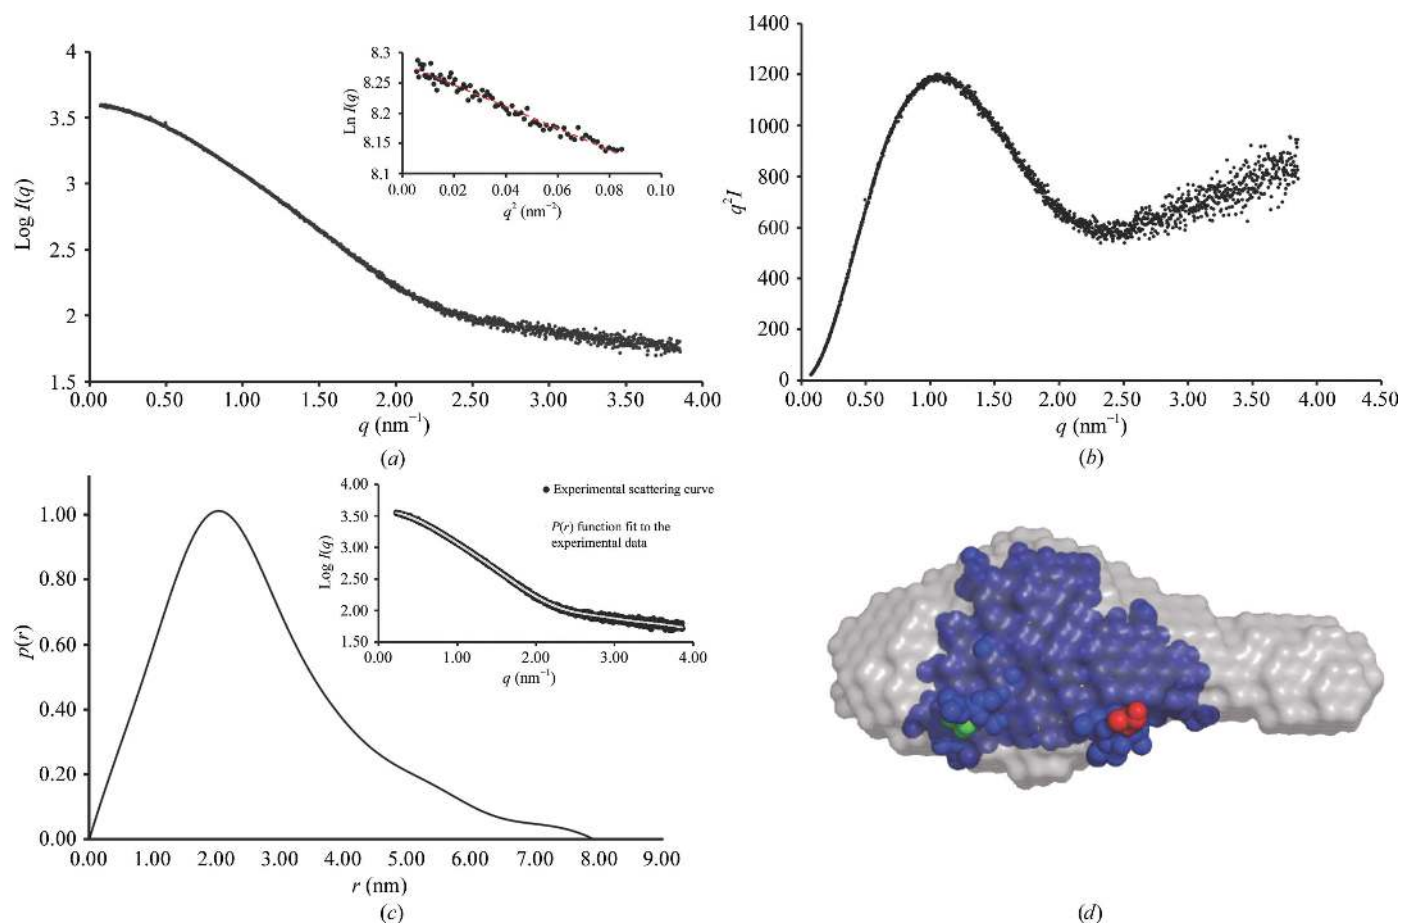 (a)
4
3.5
3
2.5
2
1.5
Log I(q)
0.00 0.50 1.00 1.50 2.00 2.50 3.00 3.50 4.00
q (nm⁻¹)
8.3
8.25
8.2
8.15
8.1
Ln I(q)
0.00 0.02 0.04 0.06 0.08 0.10
q² (nm⁻²)
(b)
1400
1200
1000
800
600
400
200
0
q²I
0.00 0.50 1.00 1.50 2.00 2.50 3.00 3.50 4.00 4.50
q (nm⁻¹)
(c)
1.00
0.80
0.60
0.40
0.20
0.00
p(r)
0.00 1.00 2.00 3.00 4.00 5.00 6.00 7.00 8.00 9.00
r (nm)
4.00
3.50
3.00
2.50
2.00
1.50
Log I(q)
0.00 1.00 2.00 3.00 4.00
q (nm⁻¹)
Experimental scattering curve
P(r) function fit to the
experimental data
(d)